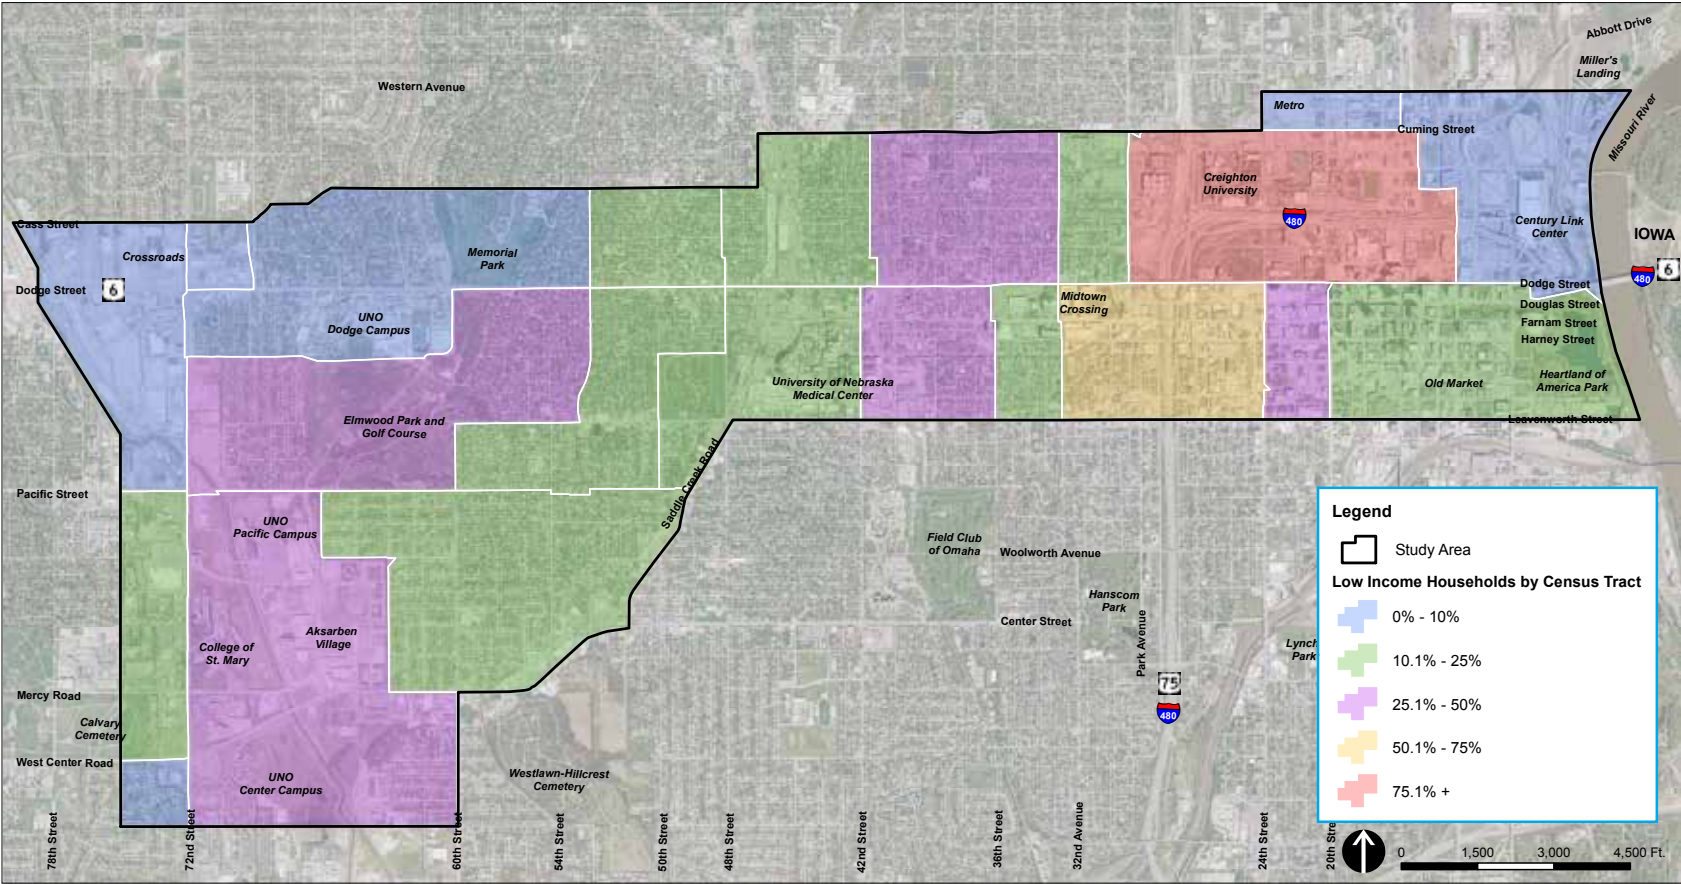 Abbott Drive
Miller's
Landing
Western Avenue
Metro
Missouri River
Cuming Street
Creighton
University
480
Cass Street
Century Link
Center
IOWA
Crossroads
Memorial
Park
6
480
Dodge Street
6
Dodge Street
Midtown
Crossing
Douglas Street
UNO
Dodge Campus
Farnam Street
Harney Street
University of Nebraska
Medical Center
Old Market
Heartland of
America Park
Elmwood Park and
Golf Course
Leavenworth Street
Saddle Creek Road
Pacific Street
UNO
Pacific Campus
Field Club
of Omaha
Woolworth Avenue
Hanscom
Park
Center Street
Park Avenue
Aksarben
Village
College of
St. Mary
Lynch
Park
75
480
Mercy Road
Calvary
Cemetery
West Center Road
UNO
Center Campus
Westlawn-Hillcrest
Cemetery
78th Street
72nd Street
60th Street
54th Street
50th Street
48th Street
42nd Street
36th Street
32nd Avenue
24th Street
20th Stre
Legend
Study Area
Low Income Households by Census Tract
0% - 10%
10.1% - 25%
25.1% - 50%
50.1% - 75%
75.1% +
0 1,500 3,000 4,500 Ft.